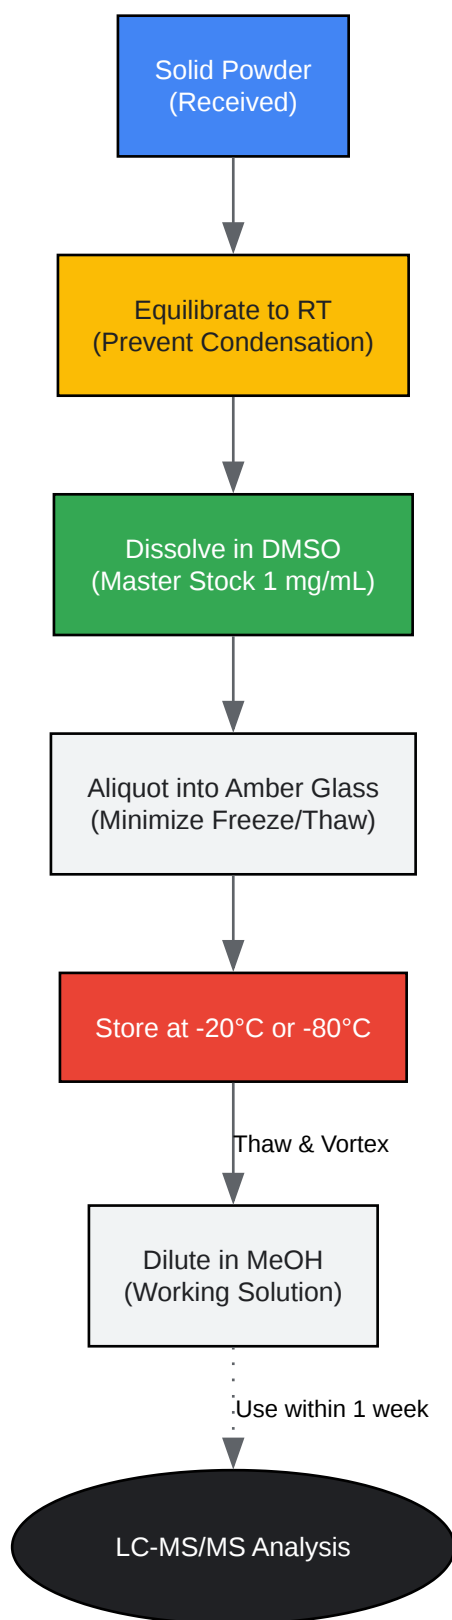 Solid Powder
(Received)
Equilibrate to RT
(Prevent Condensation)
Dissolve in DMSO
(Master Stock 1 mg/mL)
Aliquot into Amber Glass
(Minimize Freeze/Thaw)
Store at -20°C or -80°C
Thaw & Vortex
Dilute in MeOH
(Working Solution)
Use within 1 week
LC-MS/MS Analysis